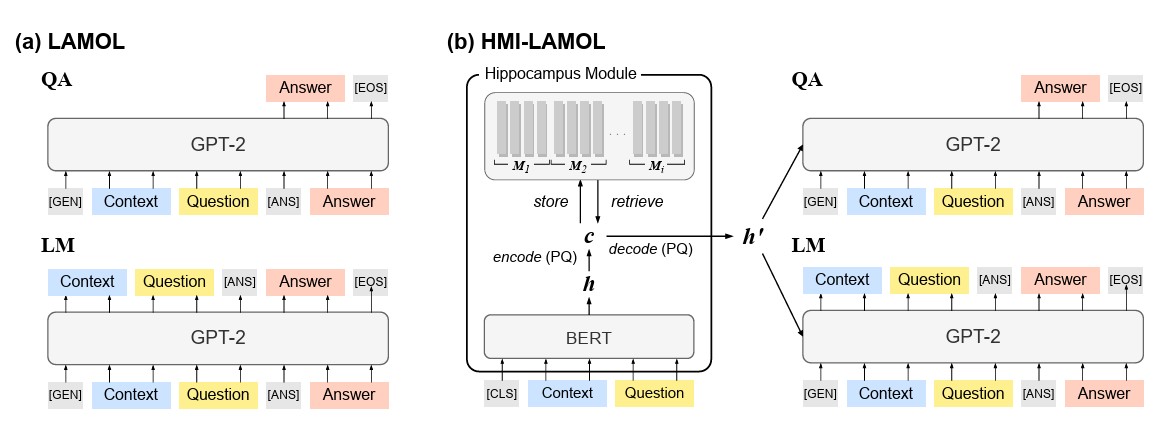 (a) LAMOL
QA
Answer [EOS]
GPT-2
[GEN] Context Question [ANS] Answer
LM
Context Question [ANS] Answer [EOS]
GPT-2
[GEN] Context Question [ANS] Answer
(b) HMI-LAMOL
Hippocampus Module
. . .
M1 M2 Mi
store retrieve
c
encode (PQ) decode (PQ)
h
BERT
[CLS] Context Question
h'
QA
Answer [EOS]
GPT-2
[GEN] Context Question [ANS] Answer
LM
Context Question [ANS] Answer [EOS]
GPT-2
[GEN] Context Question [ANS] Answer